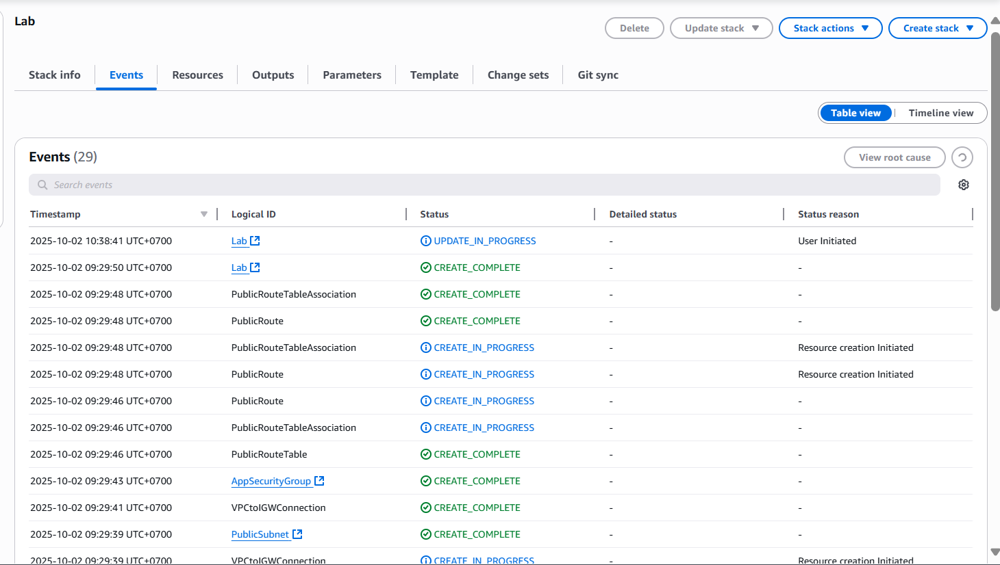 Lab
Delete Update stack Stack actions Create stack
Stack info Events Resources Outputs Parameters Template Change sets Git sync
Table view Timeline view
Events (29) View root cause
Search events
Timestamp Logical ID Status Detailed status Status reason
2025-10-02 10:38:41 UTC+0700 Lab UPDATE_IN_PROGRESS - User Initiated
2025-10-02 09:29:50 UTC+0700 Lab CREATE_COMPLETE - -
2025-10-02 09:29:48 UTC+0700 PublicRouteTableAssociation CREATE_COMPLETE - -
2025-10-02 09:29:48 UTC+0700 PublicRoute CREATE_COMPLETE - -
2025-10-02 09:29:48 UTC+0700 PublicRouteTableAssociation CREATE_IN_PROGRESS - Resource creation Initiated
2025-10-02 09:29:48 UTC+0700 PublicRoute CREATE_IN_PROGRESS - Resource creation Initiated
2025-10-02 09:29:46 UTC+0700 PublicRoute CREATE_IN_PROGRESS - -
2025-10-02 09:29:46 UTC+0700 PublicRouteTableAssociation CREATE_IN_PROGRESS - -
2025-10-02 09:29:46 UTC+0700 PublicRouteTable CREATE_COMPLETE - -
2025-10-02 09:29:43 UTC+0700 AppSecurityGroup CREATE_COMPLETE - -
2025-10-02 09:29:41 UTC+0700 VPCtoIGWConnection CREATE_COMPLETE - -
2025-10-02 09:29:39 UTC+0700 PublicSubnet CREATE_COMPLETE - -
2025-10-02 09:29:39 UTC+0700 VPCtoIGWConnection CREATE_IN_PROGRESS - Resource creation Initiated